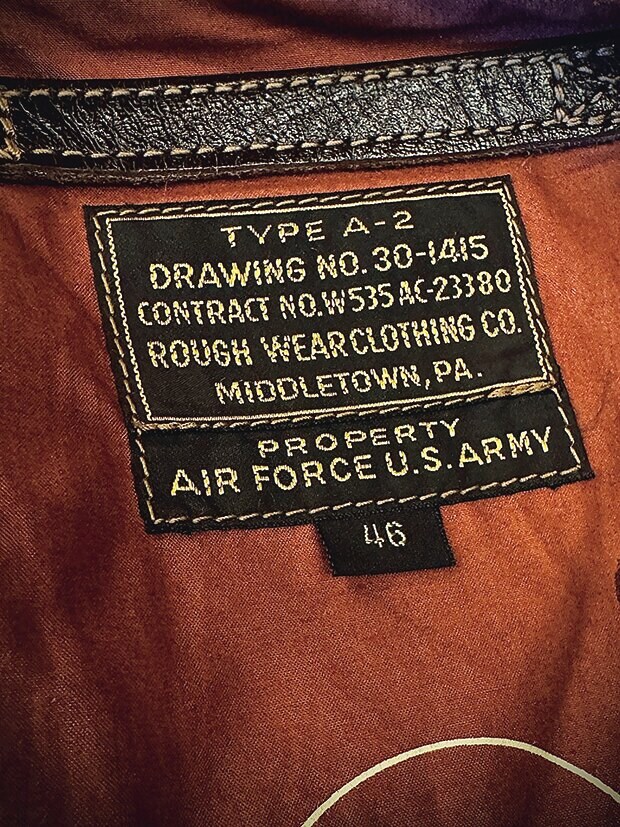 TYPE A-2
DRAWING NO. 30-1415
CONTRACT NO. W535 AC-23380
ROUGH WEAR CLOTHING CO.
MIDDLETOWN, PA.
PROPERTY
AIR FORCE U.S. ARMY
46